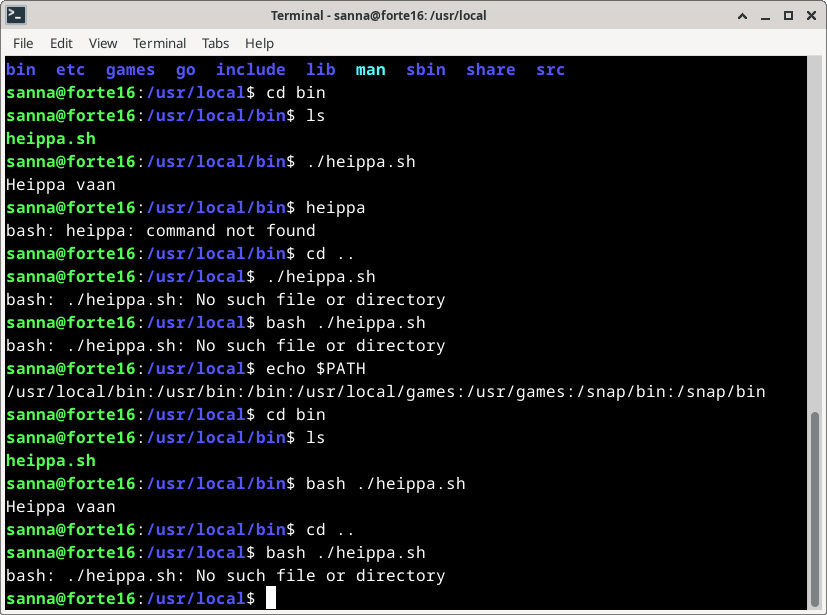 Terminal - sanna@forte16: /usr/local
File Edit View Terminal Tabs Help
bin  etc  games  go  include  lib  man  sbin  share  src
sanna@forte16:/usr/local$ cd bin
sanna@forte16:/usr/local/bin$ ls
heippa.sh
sanna@forte16:/usr/local/bin$ ./heippa.sh
Heippa vaan
sanna@forte16:/usr/local/bin$ heippa
bash: heippa: command not found
sanna@forte16:/usr/local/bin$ cd ..
sanna@forte16:/usr/local$ ./heippa.sh
bash: ./heippa.sh: No such file or directory
sanna@forte16:/usr/local$ bash ./heippa.sh
bash: ./heippa.sh: No such file or directory
sanna@forte16:/usr/local$ echo $PATH
/usr/local/bin:/usr/bin:/bin:/usr/local/games:/usr/games:/snap/bin:/snap/bin
sanna@forte16:/usr/local$ cd bin
sanna@forte16:/usr/local/bin$ ls
heippa.sh
sanna@forte16:/usr/local/bin$ bash ./heippa.sh
Heippa vaan
sanna@forte16:/usr/local/bin$ cd ..
sanna@forte16:/usr/local$ bash ./heippa.sh
bash: ./heippa.sh: No such file or directory
sanna@forte16:/usr/local$